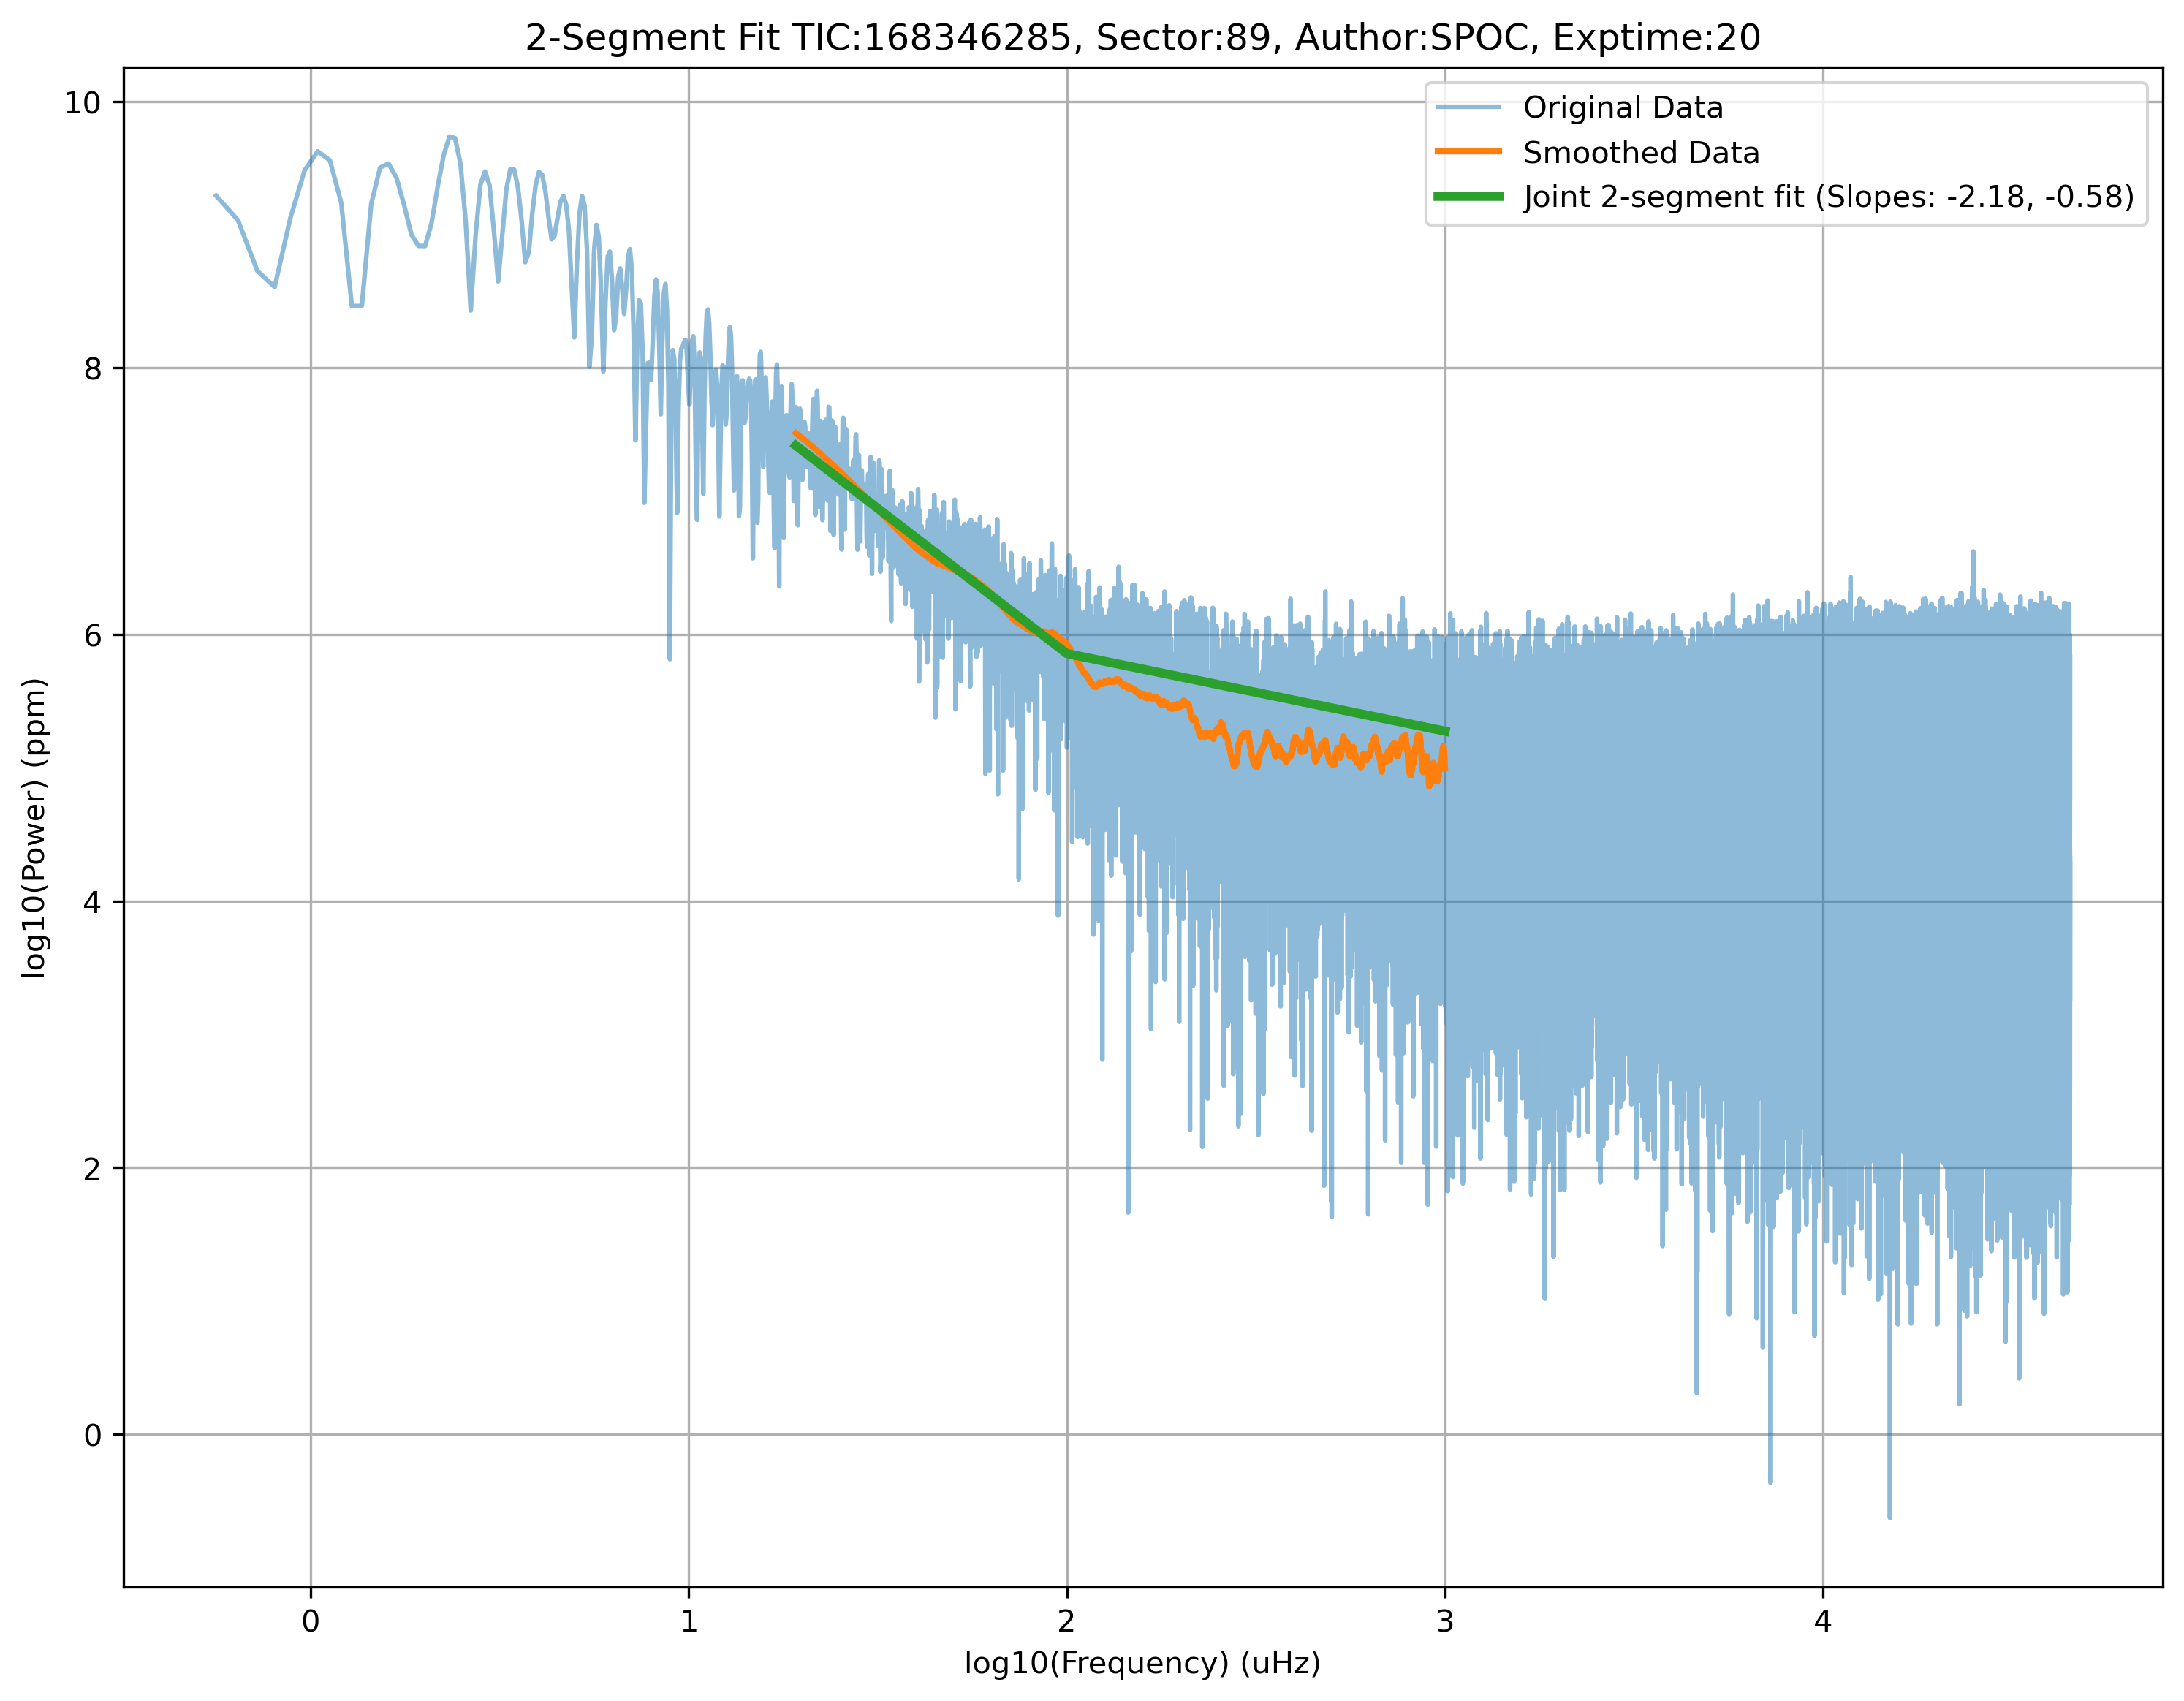 2-Segment Fit TIC:168346285, Sector:89, Author:SPOC, Exptime:20
Original Data
Smoothed Data
Joint 2-segment fit (Slopes: -2.18, -0.58)
log10(Power) (ppm)
10
8
6
4
2
0
0 1 2 3 4
log10(Frequency) (uHz)